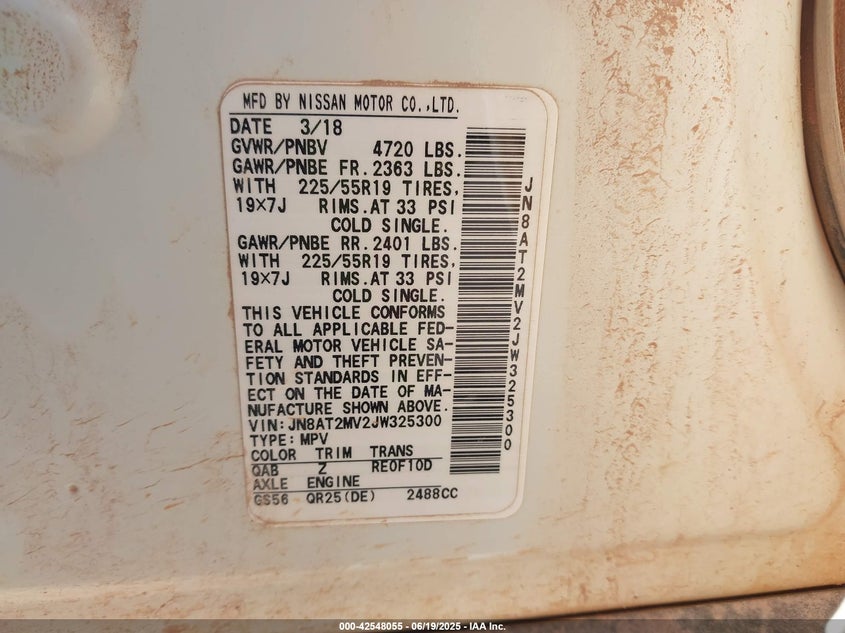 MFD BY NISSAN MOTOR CO.,LTD.
DATE 3/18
GVWR/PNBV 4720 LBS.
GAWR/PNBE FR.2363 LBS.
WITH 225/55R19 TIRES,
19×7J RIMS.AT 33 PSI
COLD SINGLE.
GAWR/PNBE RR.2401 LBS.
WITH 225/55R19 TIRES,
19×7J RIMS.AT 33 PSI
COLD SINGLE.
THIS VEHICLE CONFORMS
TO ALL APPLICABLE FED-
ERAL MOTOR VEHICLE SA-
FETY AND THEFT PREVEN-
TION STANDARDS IN EFF-
ECT ON THE DATE OF MA-
NUFACTURE SHOWN ABOVE.
VIN:JN8AT2MV2JW325300
TYPE:MPV
COLOR TRIM TRANS
QAB Z RE0F10D
AXLE ENGINE
GS56 QR25(DE) 2488CC
JN8AT2MV2JW325300
000-42548055 - 06/19/2025 - IAA Inc.